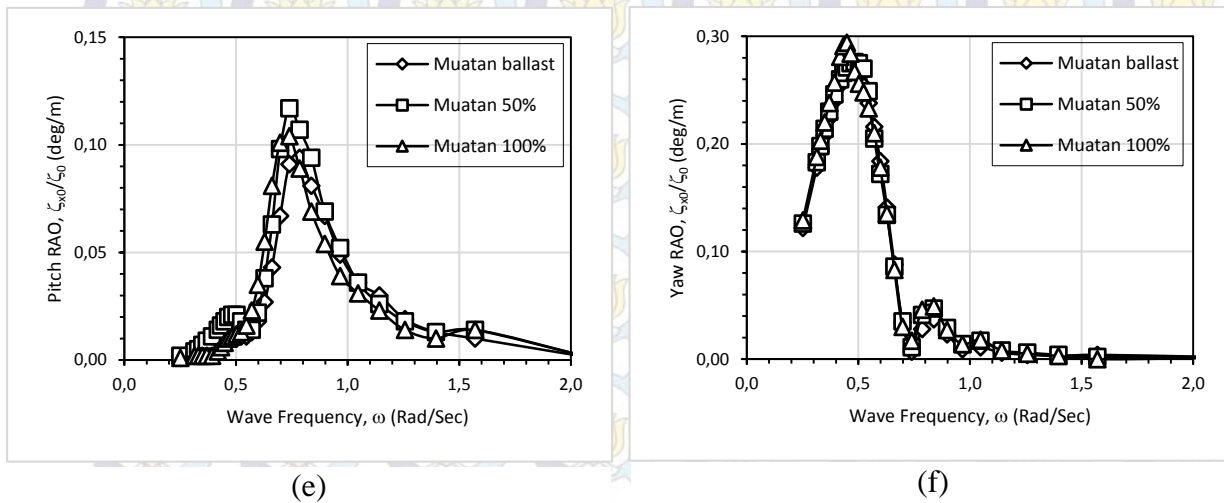 0,15
0,10
0,05
0,00
Pitch RAO, ζx0/ζ0 (deg/m)
Muatan ballast
Muatan 50%
Muatan 100%
0,0 0,5 1,0 1,5 2,0
Wave Frequency, ω (Rad/Sec)
(e)
0,30
0,20
0,10
0,00
Yaw RAO, ζx0/ζ0 (deg/m)
Muatan ballast
Muatan 50%
Muatan 100%
0,0 0,5 1,0 1,5 2,0
Wave Frequency, ω (Rad/Sec)
(f)